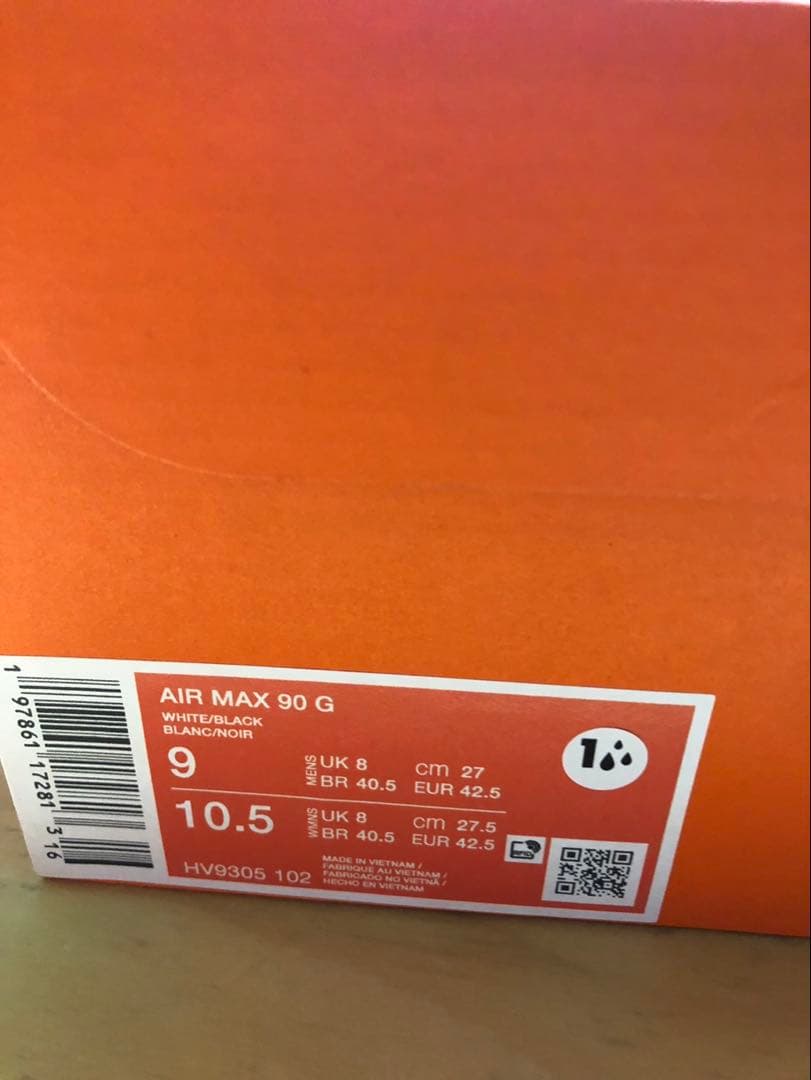 AIR MAX 90 G
WHITE/BLACK
BLANC/NOIR
9
MENS
UK 8 cm 27
BR 40.5 EUR 42.5
10.5
WMNS
UK 8 cm 27.5
BR 40.5 EUR 42.5
HV9305 102
MADE IN VIETNAM /
FABRIQUE AU VIETNAM /
FABRICADO NO VIETNÃ /
HECHO EN VIETNAM
10
1 97861 17281 3 16